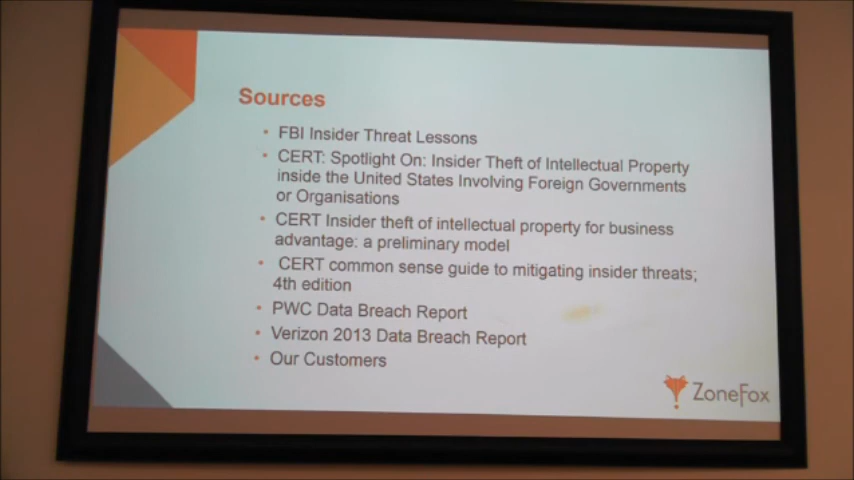 Sources
• FBI Insider Threat Lessons
• CERT: Spotlight On: Insider Theft of Intellectual Property
inside the United States Involving Foreign Governments
or Organisations
• CERT Insider theft of intellectual property for business
advantage: a preliminary model
• CERT common sense guide to mitigating insider threats;
4th edition
• PWC Data Breach Report
• Verizon 2013 Data Breach Report
• Our Customers
ZoneFox